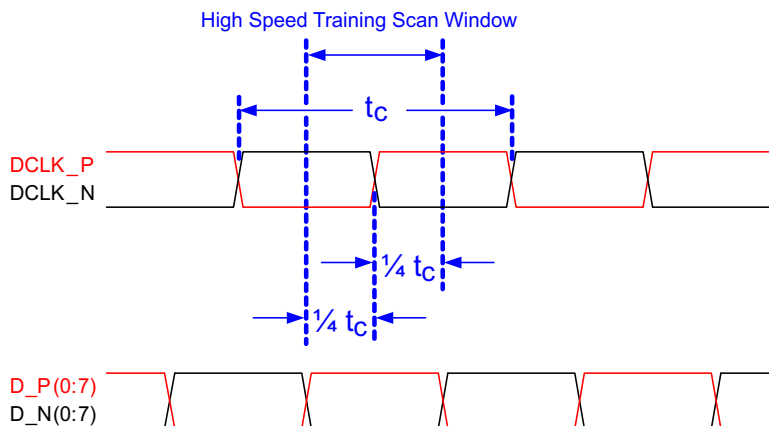 High Speed Training Scan Window
tC
DCLK_P
DCLK_N
¼ tC
¼ tC
D_P(0:7)
D_N(0:7)